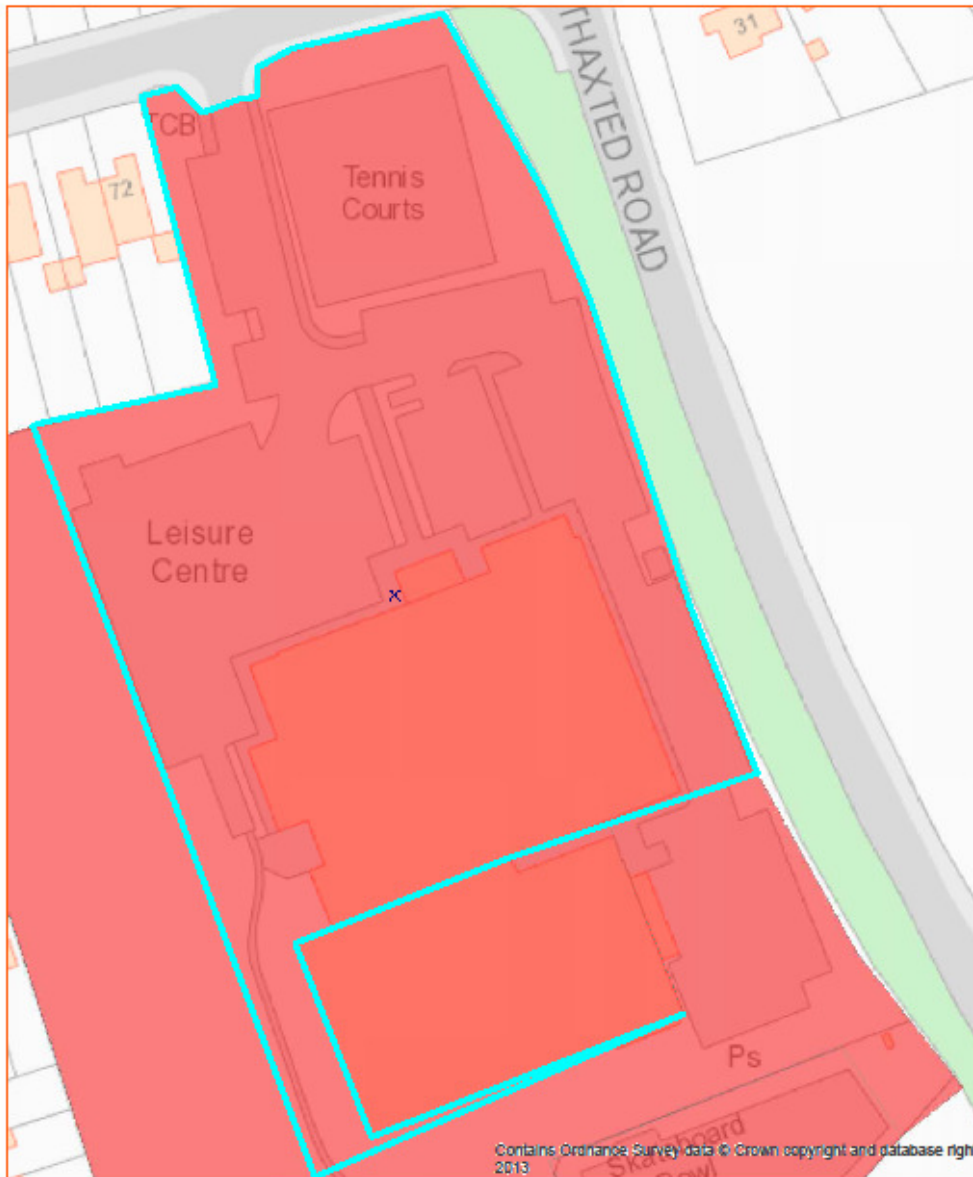 31
THAXTED ROAD
TCB
72
Tennis
Courts
Leisure
Centre
x
Ps
Skateboard
Bowl
Contains Ordnance Survey data © Crown copyright and database righ
2013